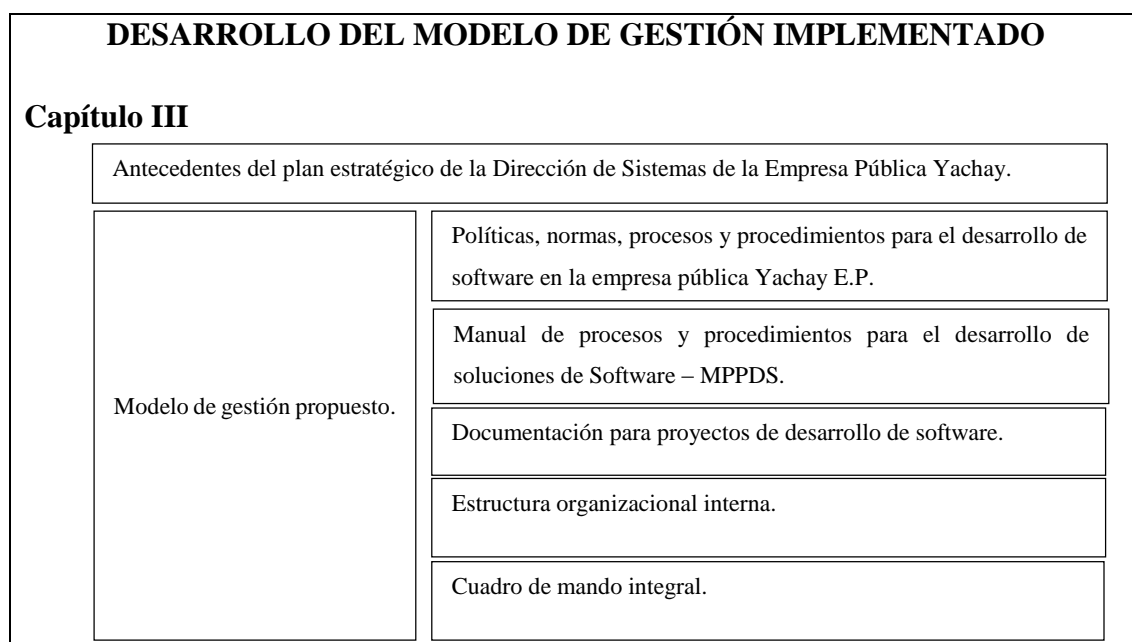 DESARROLLO DEL MODELO DE GESTIÓN IMPLEMENTADO
Capítulo III
Antecedentes del plan estratégico de la Dirección de Sistemas de la Empresa Pública Yachay.
Modelo de gestión propuesto.
Políticas, normas, procesos y procedimientos para el desarrollo de
software en la empresa pública Yachay E.P.
Manual de procesos y procedimientos para el desarrollo de
soluciones de Software – MPPDS.
Documentación para proyectos de desarrollo de software.
Estructura organizacional interna.
Cuadro de mando integral.